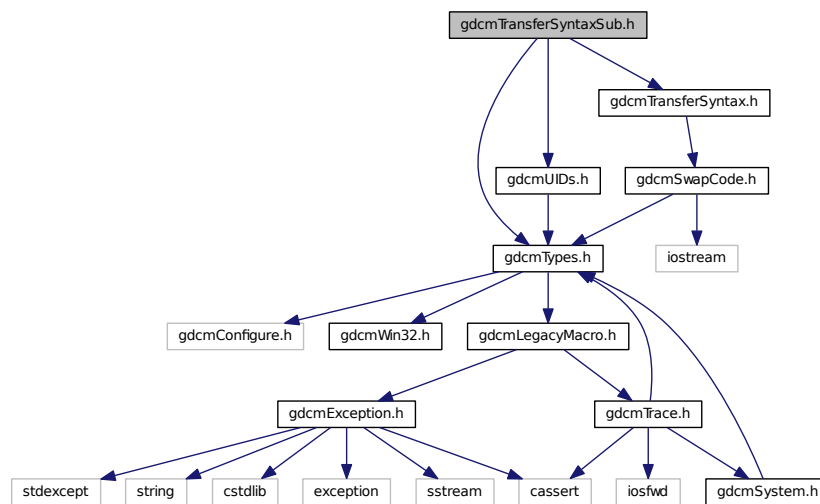 gdcmTransferSyntaxSub.h
gdcmTransferSyntax.h
gdcmUIDs.h
gdcmSwapCode.h
gdcmTypes.h
iostream
gdcmConfigure.h
gdcmWin32.h
gdcmLegacyMacro.h
gdcmException.h
gdcmTrace.h
stdexcept
string
cstdlib
exception
sstream
cassert
iosfwd
gdcmSystem.h